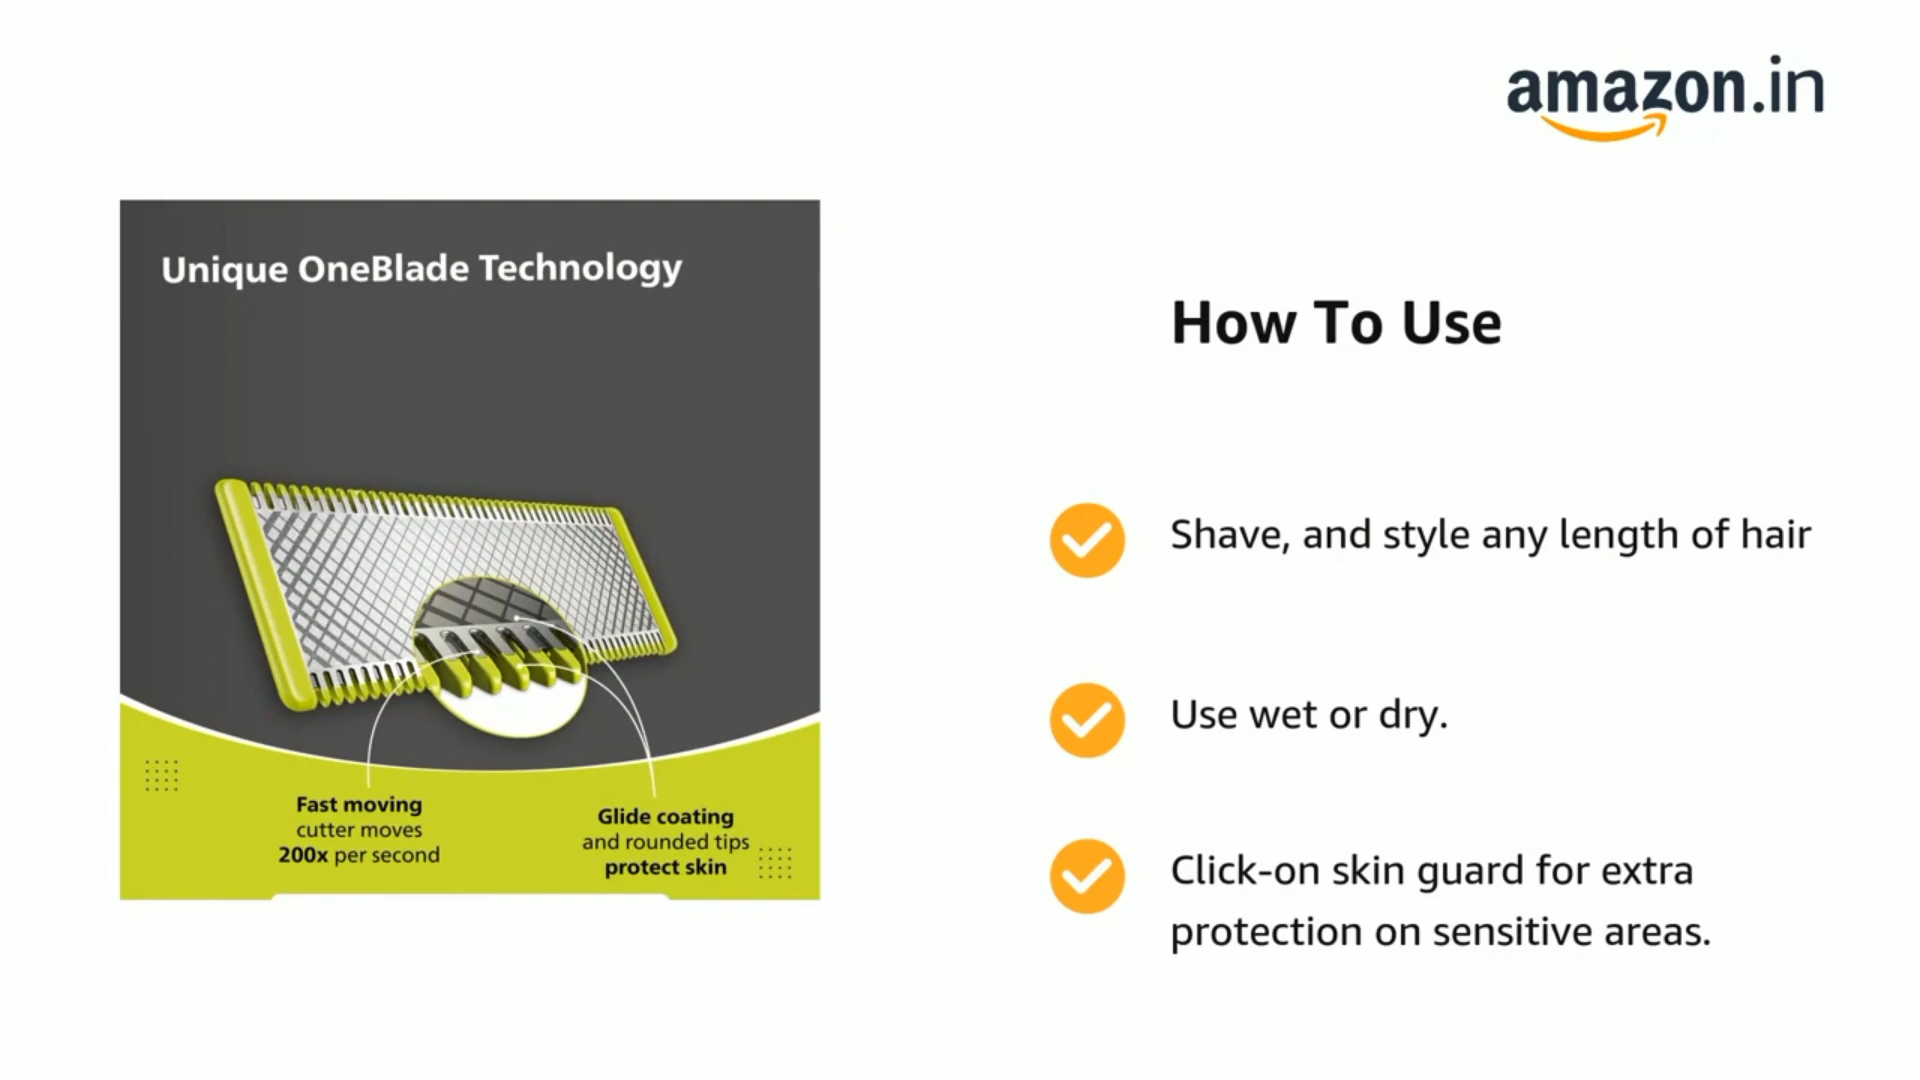 amazon.in
Unique OneBlade Technology
Fast moving
cutter moves
200x per second
Glide coating
and rounded tips
protect skin
How To Use
Shave, and style any length of hair
Use wet or dry.
Click-on skin guard for extra
protection on sensitive areas.